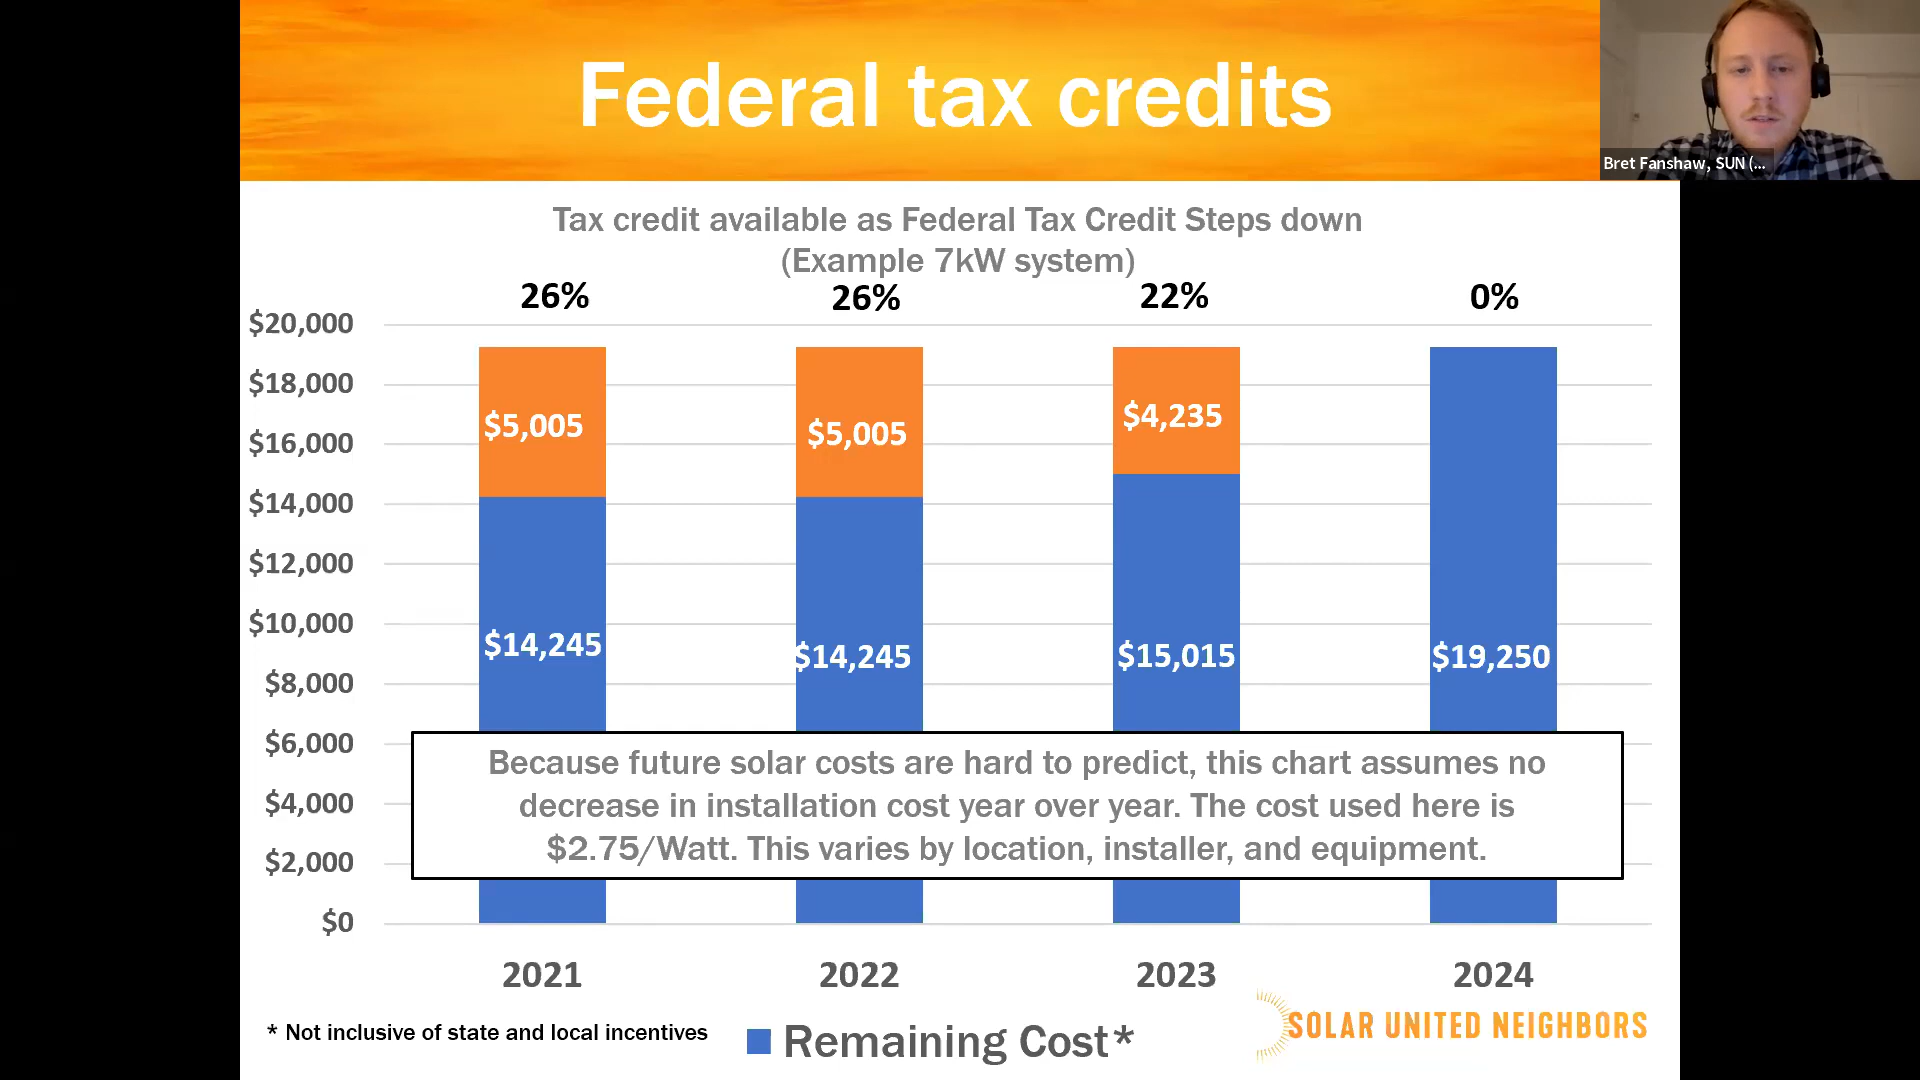 Federal tax credits
Bret Fanshaw, SUN (...
Tax credit available as Federal Tax Credit Steps down
(Example 7kW system)
26%
26%
22%
0%
$20,000
$18,000
$16,000
$14,000
$12,000
$10,000
$8,000
$6,000
$4,000
$2,000
$0
$5,005
$5,005
$4,235
$14,245
$14,245
$15,015
$19,250
Because future solar costs are hard to predict, this chart assumes no
decrease in installation cost year over year. The cost used here is
$2.75/Watt. This varies by location, installer, and equipment.
2021
2022
2023
2024
* Not inclusive of state and local incentives
Remaining Cost*
SOLAR UNITED NEIGHBORS